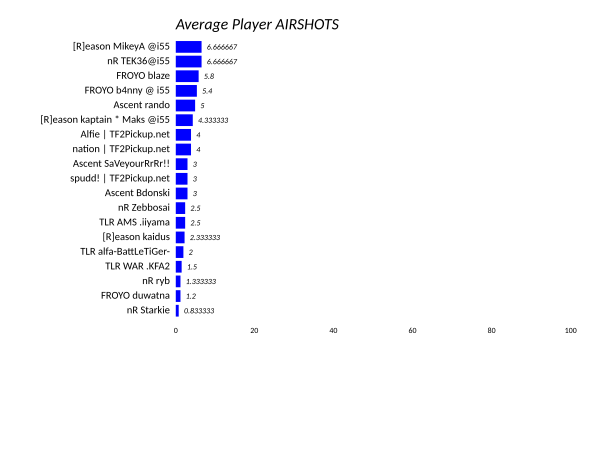 Average Player AIRSHOTS
[R]eason MikeyA @i55 6.666667
nR TEK36@i55 6.666667
FROYO blaze 5.8
FROYO b4nny @ i55 5.4
Ascent rando 5
[R]eason kaptain * Maks @i55 4.333333
Alfie | TF2Pickup.net 4
nation | TF2Pickup.net 4
Ascent SaVeyourRrRr!! 3
spudd! | TF2Pickup.net 3
Ascent Bdonski 3
nR Zebbosai 2.5
TLR AMS .iiyama 2.5
[R]eason kaidus 2.333333
TLR alfa-BattLeTiGer- 2
TLR WAR .KFA2 1.5
nR ryb 1.333333
FROYO duwatna 1.2
nR Starkie 0.833333
0 20 40 60 80 100